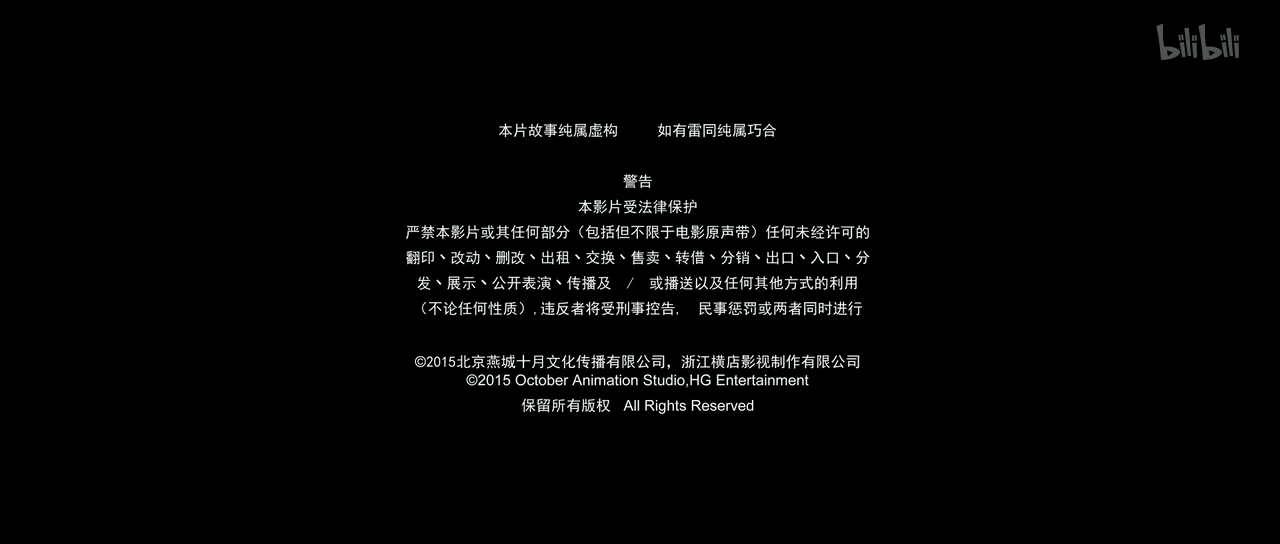 bilibili
本片故事纯属虚构 如有雷同纯属巧合
警告
本影片受法律保护
严禁本影片或其任何部分（包括但不限于电影原声带）任何未经许可的
翻印、改动、删改、出租、交换、售卖、转借、分销、出口、入口、分
发、展示、公开表演、传播及 / 或播送以及任何其他方式的利用
（不论任何性质）,违反者将受刑事控告, 民事惩罚或两者同时进行
©2015北京燕城十月文化传播有限公司，浙江横店影视制作有限公司
©2015 October Animation Studio,HG Entertainment
保留所有版权 All Rights Reserved